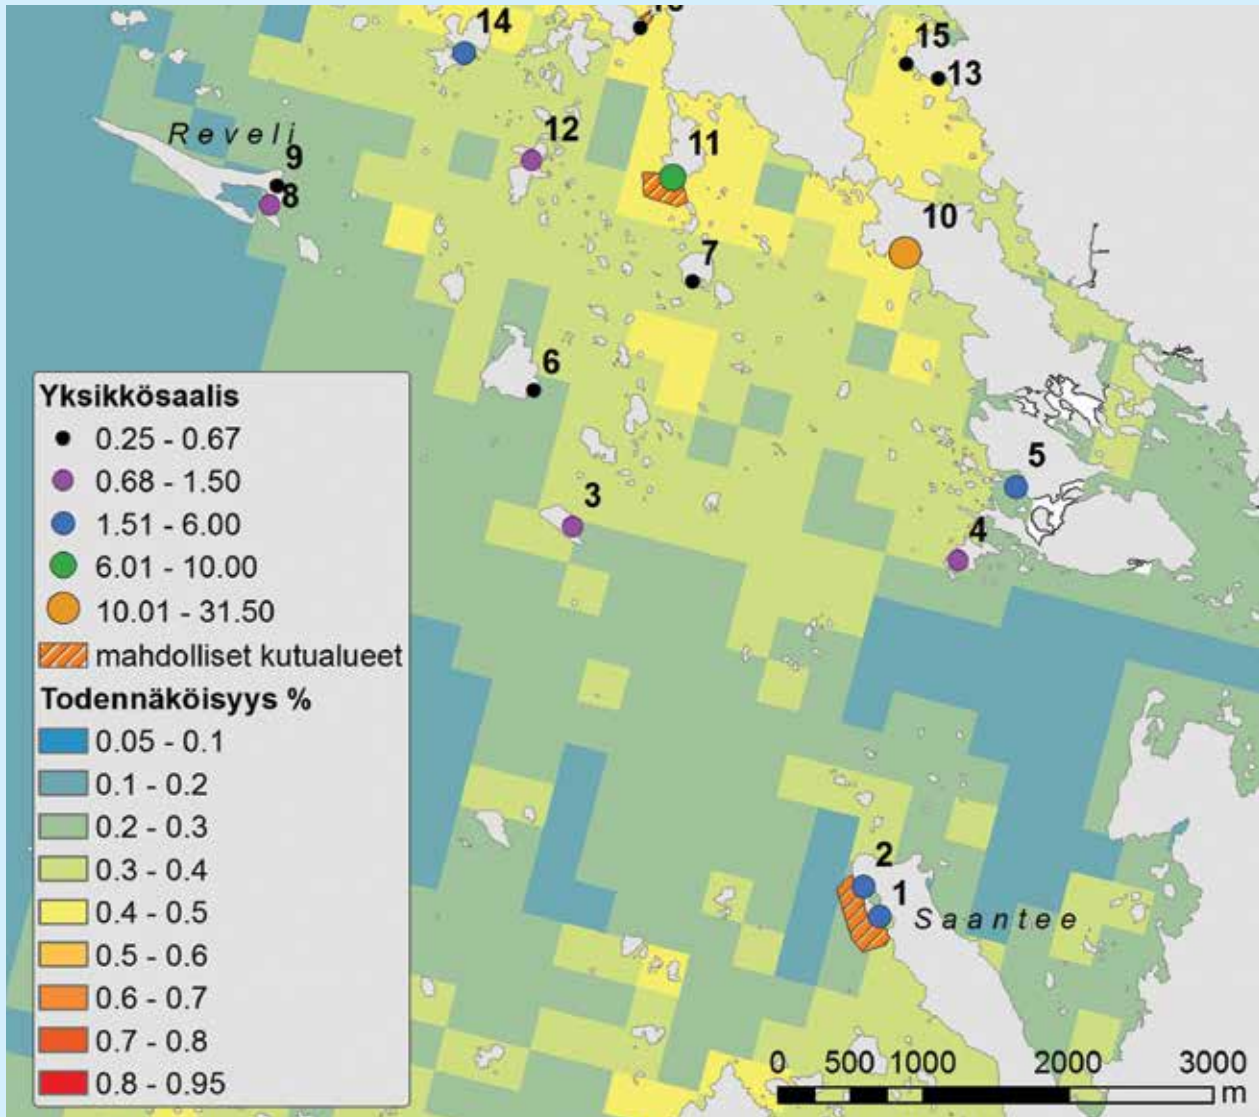 14
15
13
Reveli
12
11
9
8
10
7
6
5
3
4
2
1
Saantee
Yksikkösaalis
0.25 - 0.67
0.68 - 1.50
1.51 - 6.00
6.01 - 10.00
10.01 - 31.50
mahdolliset kutualueet
Todennäköisyys %
0.05 - 0.1
0.1 - 0.2
0.2 - 0.3
0.3 - 0.4
0.4 - 0.5
0.5 - 0.6
0.6 - 0.7
0.7 - 0.8
0.8 - 0.95
0 500 1000 2000 3000
m